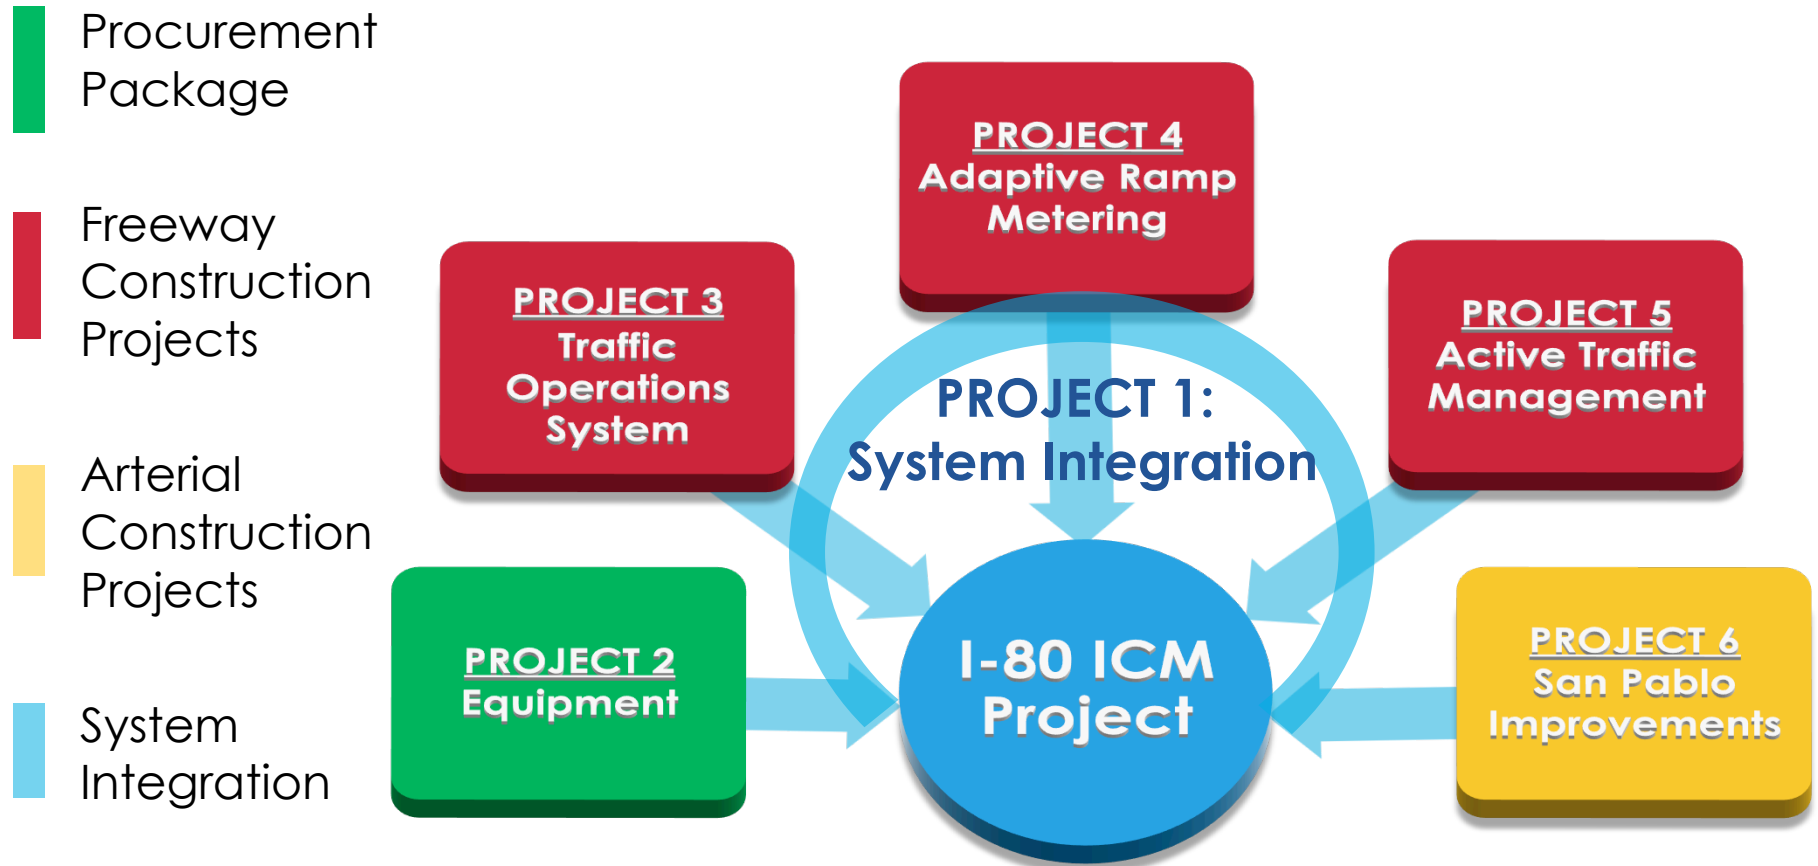 Procurement
Package
Freeway
Construction
Projects
Arterial
Construction
Projects
System
Integration
PROJECT 4
Adaptive Ramp
Metering
PROJECT 3
Traffic
Operations
System
PROJECT 5
Active Traffic
Management
PROJECT 1:
System Integration
PROJECT 2
Equipment
I-80 ICM
Project
PROJECT 6
San Pablo
Improvements